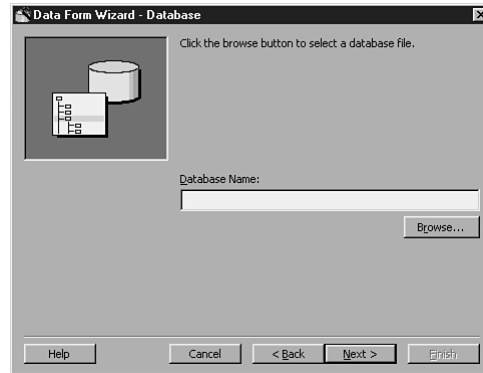 Data Form Wizard - Database
Click the browse button to select a database file.
Database Name:
Browse...
Help
Cancel
< Back
Next >
Finish